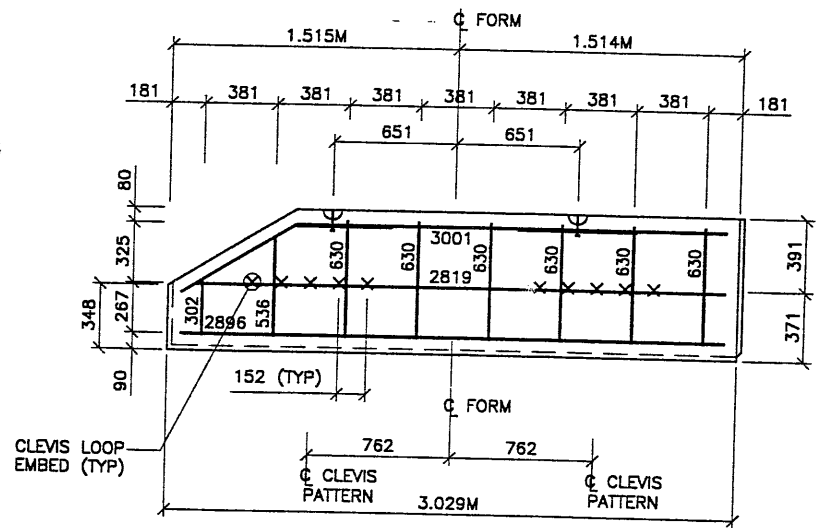 ℄ FORM
1.515M
1.514M
181 381 381 381 381 381 381 381 181
651 651
80
325
348
267
90
391
371
3001
2819
2896
302
536
630
630
630
630
630
630
152 (TYP)
℄ FORM
CLEVIS LOOP
EMBED (TYP)
762 762
℄ CLEVIS
PATTERN
℄ CLEVIS
PATTERN
3.029M